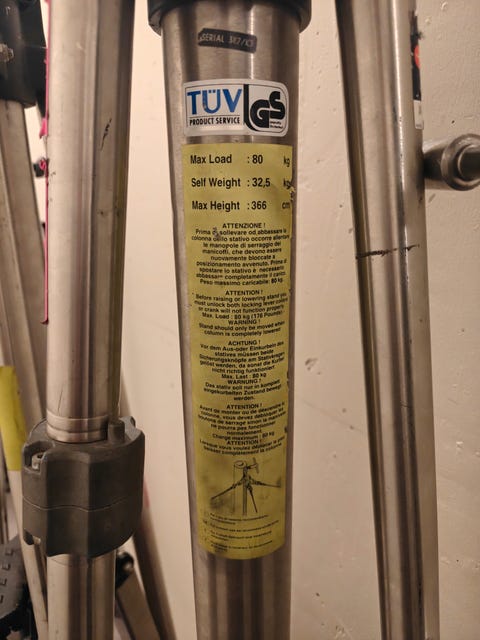 SERIAL
TÜV
PRODUCT SERVICE
GS
Max Load : 80 kg
Self Weight : 32,5 kg
Max Height : 366 cm
ATTENZIONE !
Prima di sollevare od abbassare la
colonna dello stativo occorre allentare
le manopole di serraggio dei
manicotti, che devono essere
nuovamente bloccate a
posizionamento avvenuto. Prima di
spostare lo stativo è necessario
abbassare completamente il carico.
Peso massimo caricabile: 80 kg.
ATTENTION !
Before raising or lowering stand you
must unlock both locking lever collars
or crank will not function properly.
Max. Load : 80 kg (176 Pounds)
WARNING !
Stand should only be moved when
column is completely lowered
ACHTUNG !
Vor dem Aus-oder Einkurbeln des
statives müssen beide
Sicherungsknöpfe am Stativkragen
gelöst werden, da sonst die Kurbel
nicht richtig funktioniert
Max. Last : 80 kg
WARNUNG !
Das stativ soll nur in komplett
eingekurbelten Zustand bewegt
werden.
ATTENTION !
Avant de monter ou de descendre la
colonne, vous devez débloquer les
boutons de serrage sinon la manivelle
ne pourra pas fonctionner
normalement.
Charge maximum : 80 kg
ATTENTION !
Lorsque vous voulez déplacer le pied
baisser complètement la colonne